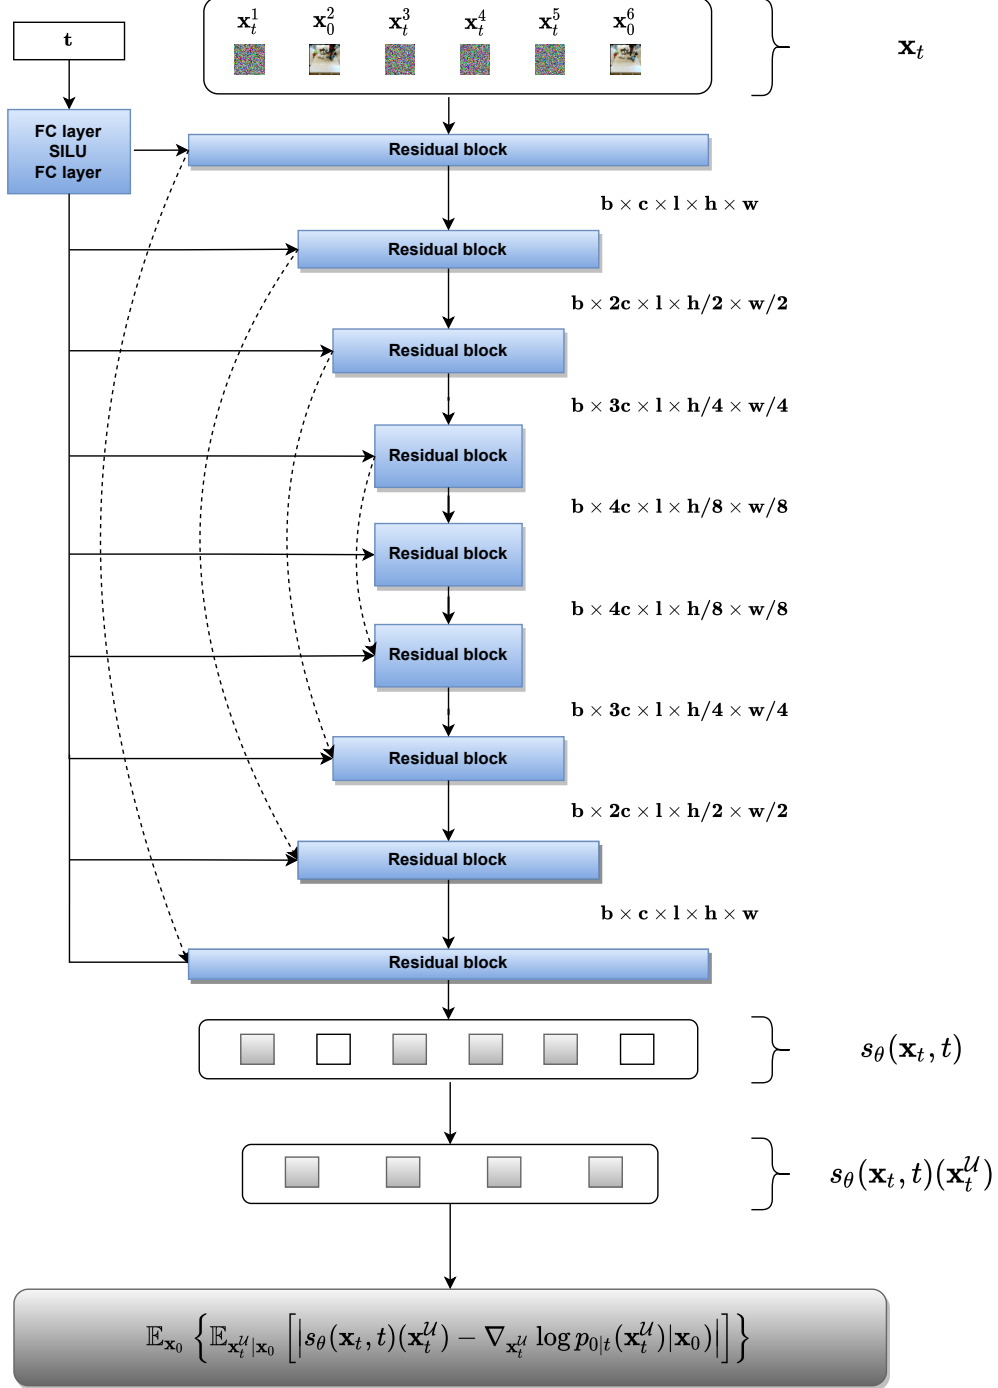 t
x_t^1 x_0^2 x_t^3 x_t^4 x_t^5 x_0^6
x_t
FC layer
SILU
FC layer
Residual block
b × c × l × h × w
Residual block
b × 2c × l × h/2 × w/2
Residual block
b × 3c × l × h/4 × w/4
Residual block
b × 4c × l × h/8 × w/8
Residual block
b × 4c × l × h/8 × w/8
Residual block
b × 3c × l × h/4 × w/4
Residual block
b × 2c × l × h/2 × w/2
Residual block
b × c × l × h × w
Residual block
s_θ(x_t, t)
s_θ(x_t, t)(x_t^𝒰)
𝔼_{x_0} { 𝔼_{x_t^𝒰|x_0} [ |s_θ(x_t, t)(x_t^𝒰) − ∇_{x_t^𝒰} log p_{0|t}(x_t^𝒰)|x_0)| ] }